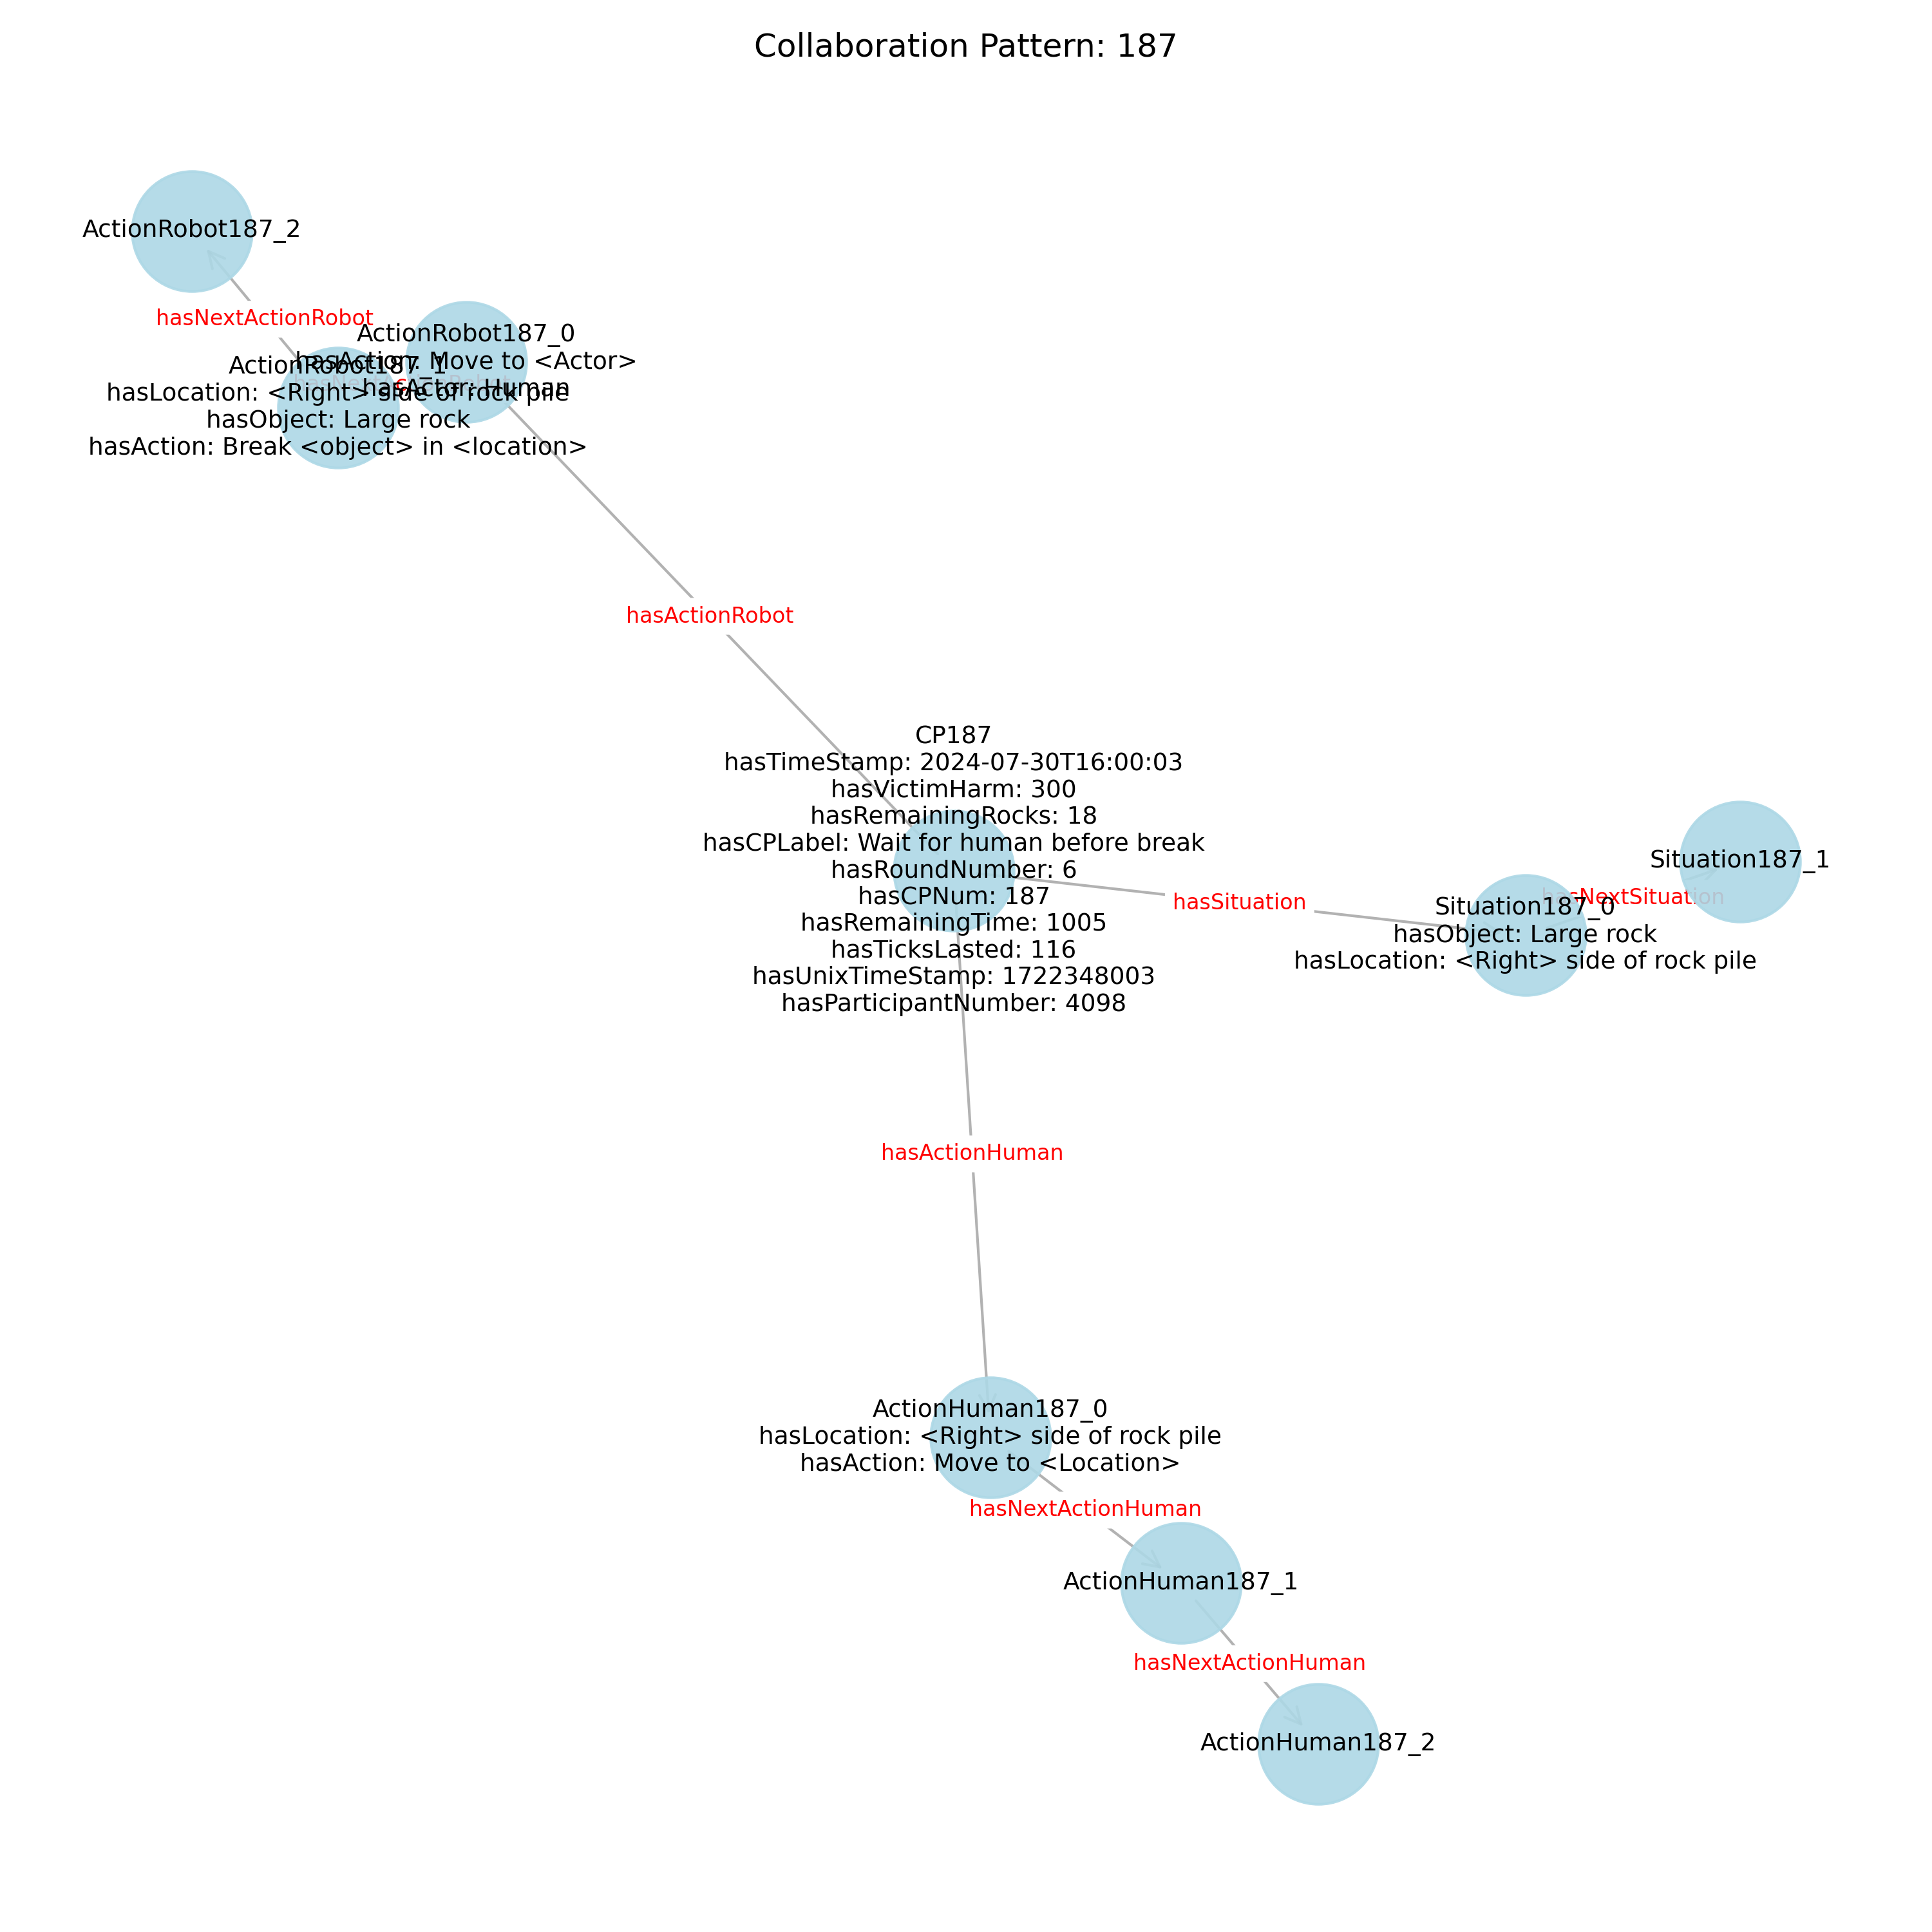 Collaboration Pattern: 187
ActionRobot187_2
hasNextActionRobot
ActionRobot187_0
hasAction: Move to <Actor>
hasActor: Human
ActionRobot187_1
hasLocation: <Right> side of rock pile
hasObject: Large rock
hasAction: Break <object> in <location>
hasActionRobot
CP187
hasTimeStamp: 2024-07-30T16:00:03
hasVictimHarm: 300
hasRemainingRocks: 18
hasCPLabel: Wait for human before break
hasRoundNumber: 6
hasCPNum: 187
hasRemainingTime: 1005
hasTicksLasted: 116
hasUnixTimeStamp: 1722348003
hasParticipantNumber: 4098
hasSituation
Situation187_1
hasNextSituation
Situation187_0
hasObject: Large rock
hasLocation: <Right> side of rock pile
hasActionHuman
ActionHuman187_0
hasLocation: <Right> side of rock pile
hasAction: Move to <Location>
hasNextActionHuman
ActionHuman187_1
hasNextActionHuman
ActionHuman187_2